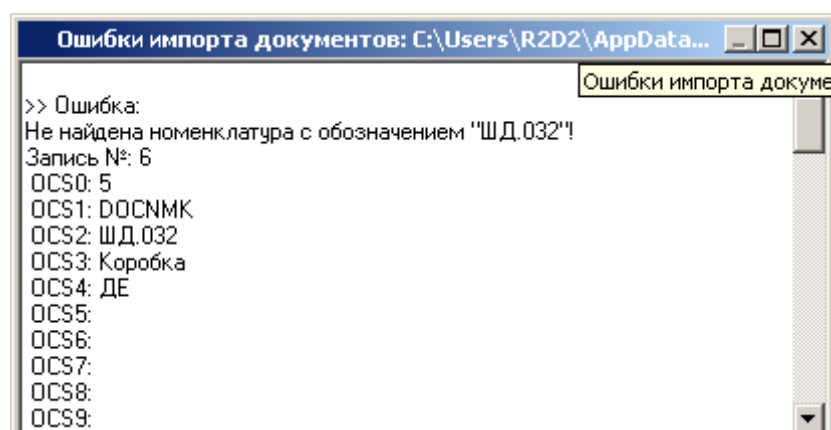 Ошибки импорта документов: C:\Users\R2D2\AppData...
Ошибки импорта докуме
>> Ошибка:
Не найдена номенклатура с обозначением "ШД.032"!
Запись №: 6
OCS0: 5
OCS1: DOCNMK
OCS2: ШД.032
OCS3: Коробка
OCS4: ДЕ
OCS5:
OCS6:
OCS7:
OCS8:
OCS9: